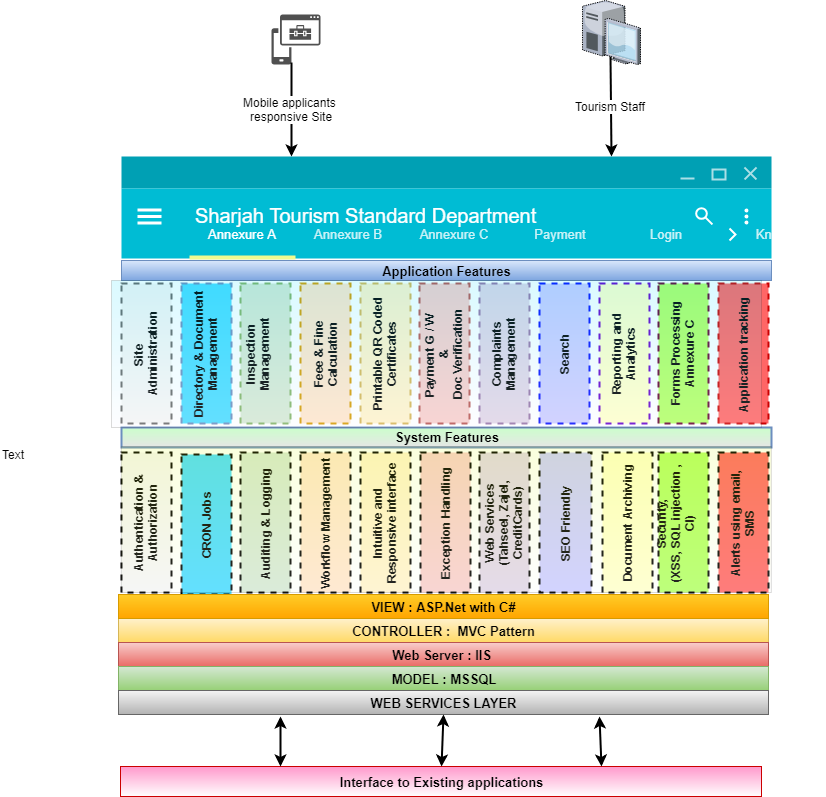 Mobile applicants
responsive Site
Tourism Staff
Sharjah Tourism Standard Department
Annexure A
Annexure B
Annexure C
Payment
Login
Kn
Application Features
Site
Administration
Directory & Document
Management
Inspection
Management
Feee & Fine
Calculation
Printable QR Coded
Certificates
Payment G / W
&
Doc Verification
Complaints
Management
Search
Reporting and
Analytics
Forms Processing
Annexure C
Application tracking
System Features
Text
Authentication &
Authorization
CRON Jobs
Auditing & Logging
Workflow Management
Intuitive and
Responsive interface
Exception Handling
Web Services
(Tahseel, Zajel,
CreditCards)
SEO Friendly
Document Archiving
Security,
(XSS, SQL Injection ,
CI)
Alerts using email,
SMS
VIEW : ASP.Net with C#
CONTROLLER : MVC Pattern
Web Server : IIS
MODEL : MSSQL
WEB SERVICES LAYER
Interface to Existing applications